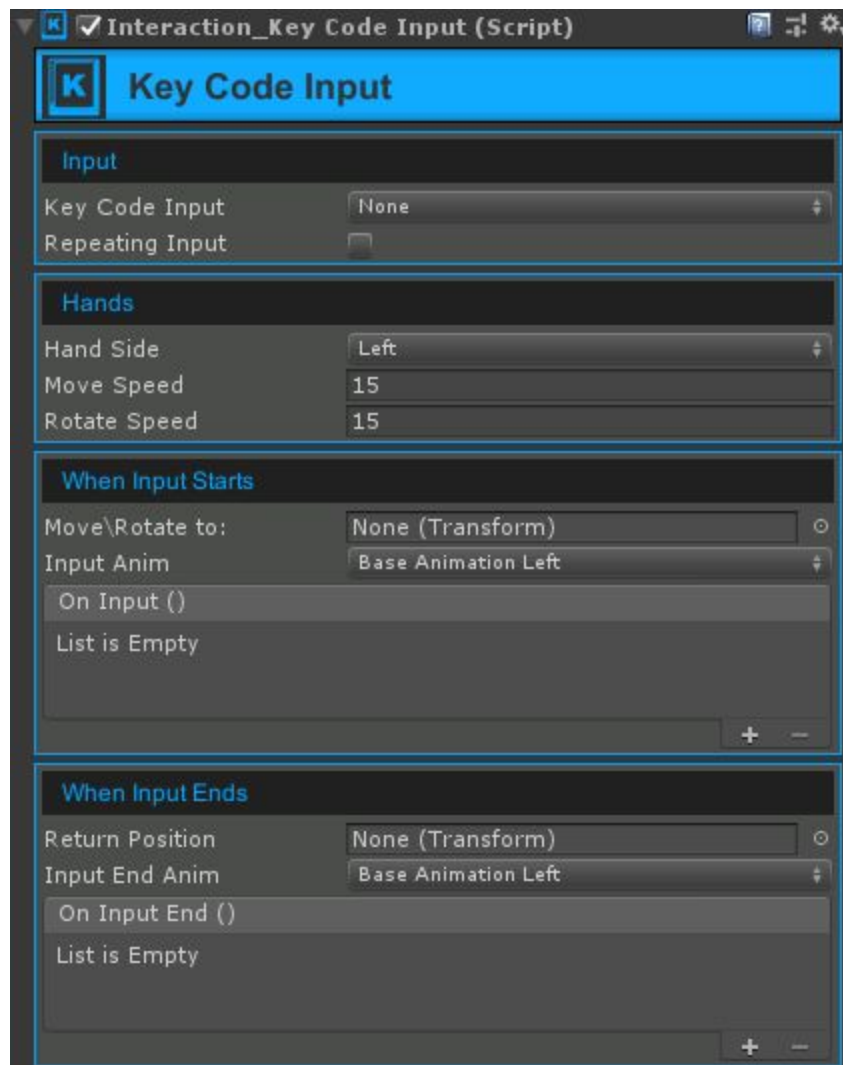 Interaction_Key Code Input (Script)
K Key Code Input
Input
Key Code Input None
Repeating Input
Hands
Hand Side Left
Move Speed 15
Rotate Speed 15
When Input Starts
Move\Rotate to: None (Transform)
Input Anim Base Animation Left
On Input ()
List is Empty
+ −
When Input Ends
Return Position None (Transform)
Input End Anim Base Animation Left
On Input End ()
List is Empty
+ −